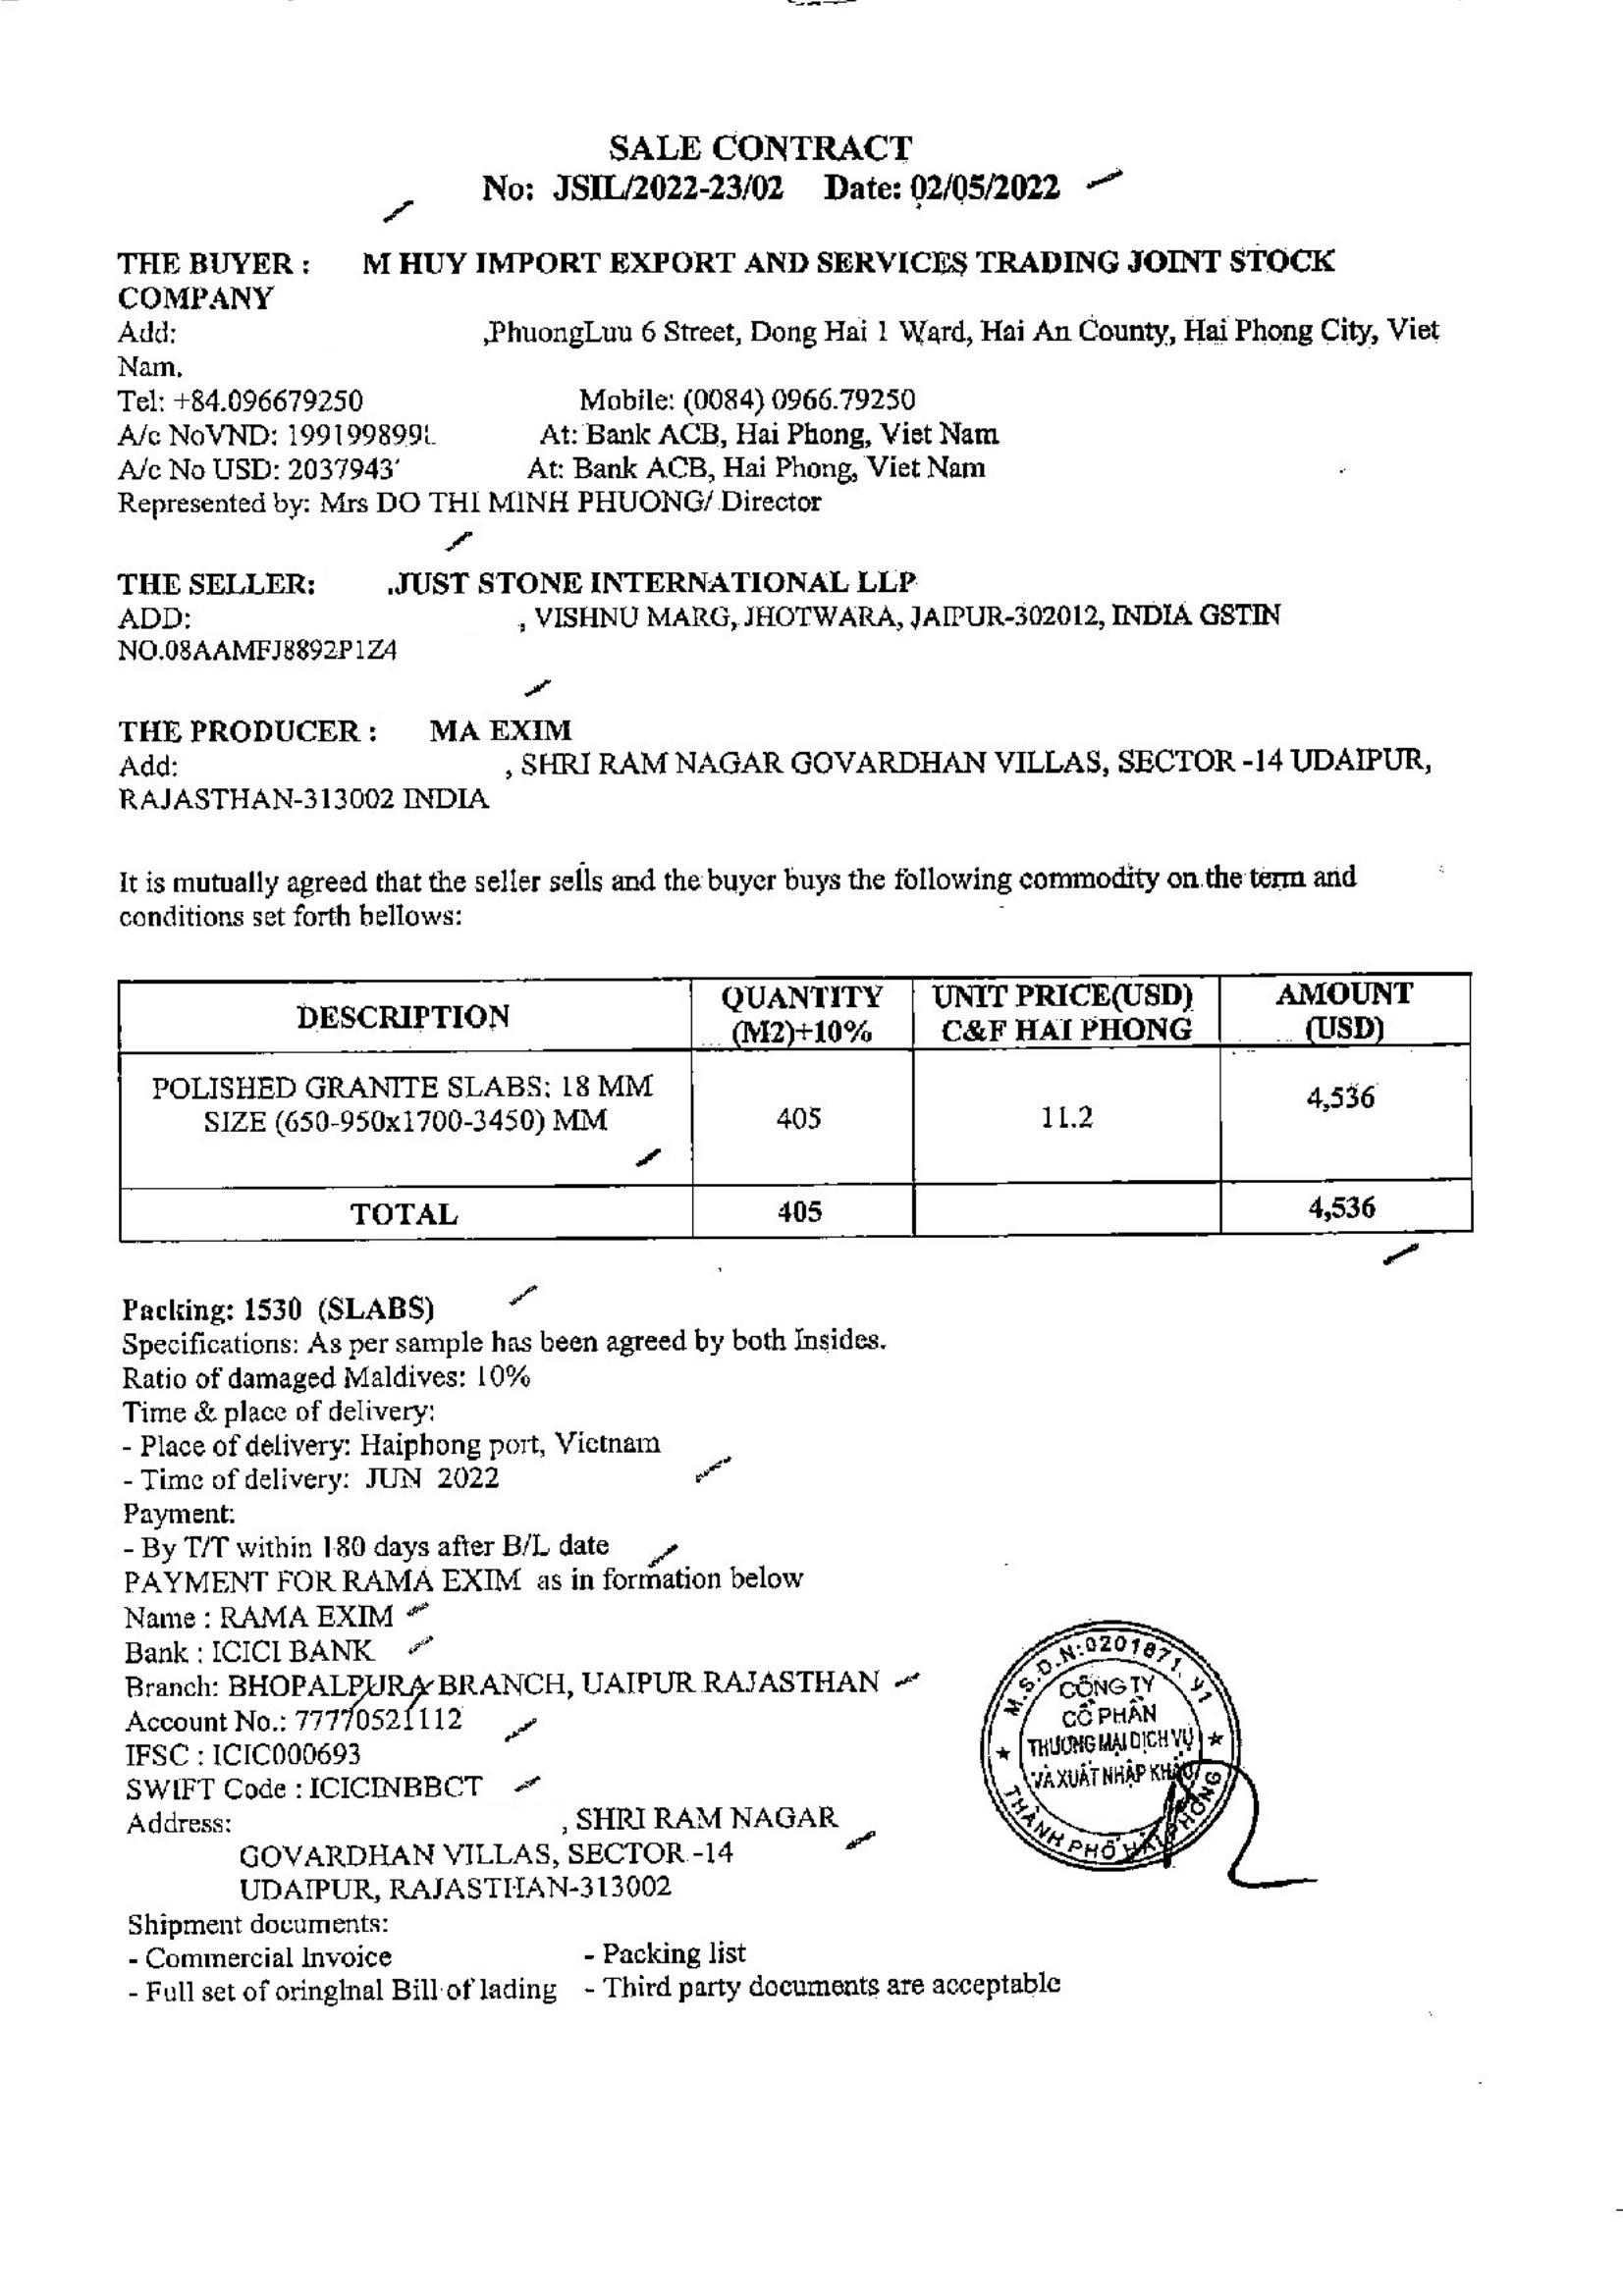 SALE CONTRACT
No: JSIL/2022-23/02 Date: 02/05/2022
THE BUYER : M HUY IMPORT EXPORT AND SERVICES TRADING JOINT STOCK
COMPANY
Add: ,PhuongLuu 6 Street, Dong Hai 1 Ward, Hai An County, Hai Phong City, Viet
Nam.
Tel: +84.096679250 Mobile: (0084) 0966.79250
A/c NoVND: 199199899 At: Bank ACB, Hai Phong, Viet Nam
A/c No USD: 2037943 At: Bank ACB, Hai Phong, Viet Nam
Represented by: Mrs DO THI MINH PHUONG/ Director
THE SELLER: JUST STONE INTERNATIONAL LLP
ADD: , VISHNU MARG, JHOTWARA, JAIPUR-302012, INDIA GSTIN
NO.08AAMFJ8892P1Z4
THE PRODUCER : MA EXIM
Add: , SHRI RAM NAGAR GOVARDHAN VILLAS, SECTOR -14 UDAIPUR,
RAJASTHAN-313002 INDIA
It is mutually agreed that the seller sells and the buyer buys the following commodity on the term and
conditions set forth bellows:
DESCRIPTION QUANTITY (M2)+10% UNIT PRICE(USD) C&F HAI PHONG AMOUNT (USD)
POLISHED GRANITE SLABS: 18 MM
SIZE (650-950x1700-3450) MM 405 11.2 4,536
TOTAL 405 4,536
Packing: 1530 (SLABS)
Specifications: As per sample has been agreed by both Insides.
Ratio of damaged Maldives: 10%
Time & place of delivery:
- Place of delivery: Haiphong port, Vietnam
- Time of delivery: JUN 2022
Payment:
- By T/T within 180 days after B/L date
PAYMENT FOR RAMA EXIM as in formation below
Name : RAMA EXIM
Bank : ICICI BANK
Branch: BHOPALPURA BRANCH, UAIPUR RAJASTHAN
Account No.: 77770521112
IFSC : ICIC000693
SWIFT Code : ICICINBBCT
Address: , SHRI RAM NAGAR
GOVARDHAN VILLAS, SECTOR -14
UDAIPUR, RAJASTHAN-313002
Shipment documents:
- Commercial Invoice - Packing list
- Full set of oringlnal Bill of lading - Third party documents are acceptable
M.S.D.N:0201871
CÔNG TY
CỔ PHẦN
THƯƠNG MẠI DỊCH VỤ
VÀ XUẤT NHẬP KHẨU
THÀNH PHỐ HẢI PHÒNG